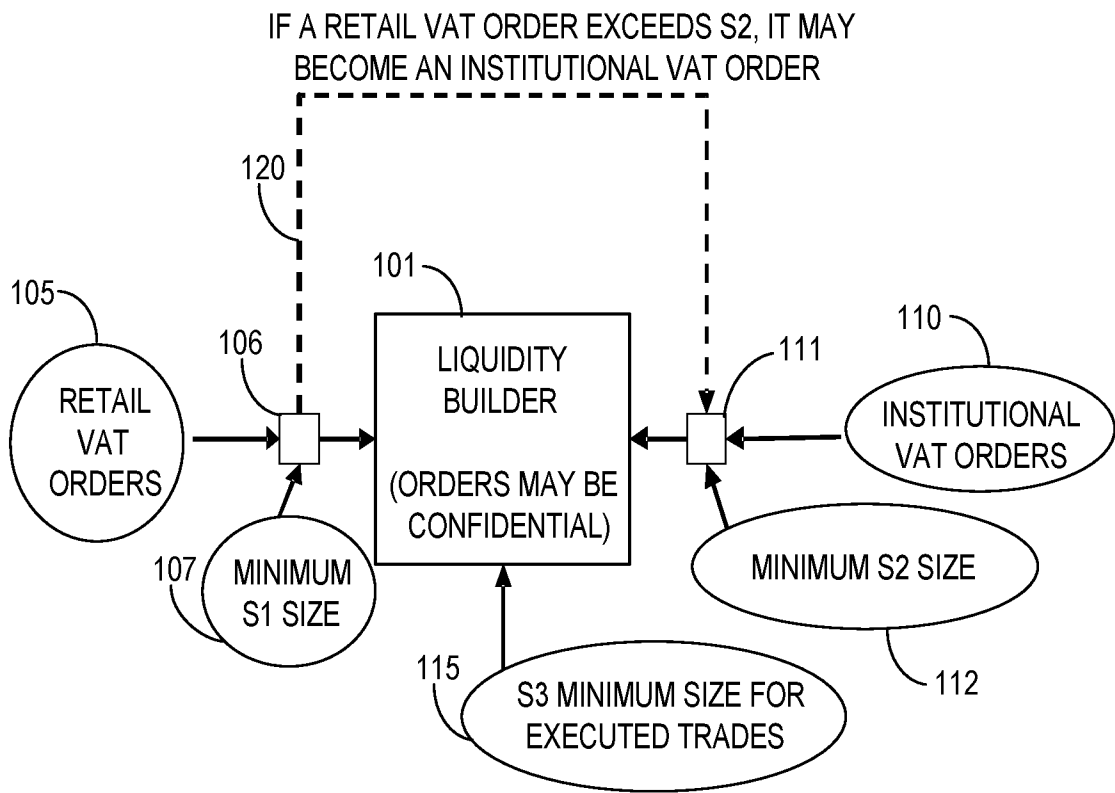 IF A RETAIL VAT ORDER EXCEEDS S2, IT MAY
BECOME AN INSTITUTIONAL VAT ORDER
120
101
105
106
111
110
RETAIL
VAT
ORDERS
LIQUIDITY
BUILDER
(ORDERS MAY BE
CONFIDENTIAL)
INSTITUTIONAL
VAT ORDERS
107
MINIMUM
S1 SIZE
MINIMUM S2 SIZE
112
115
S3 MINIMUM SIZE FOR
EXECUTED TRADES